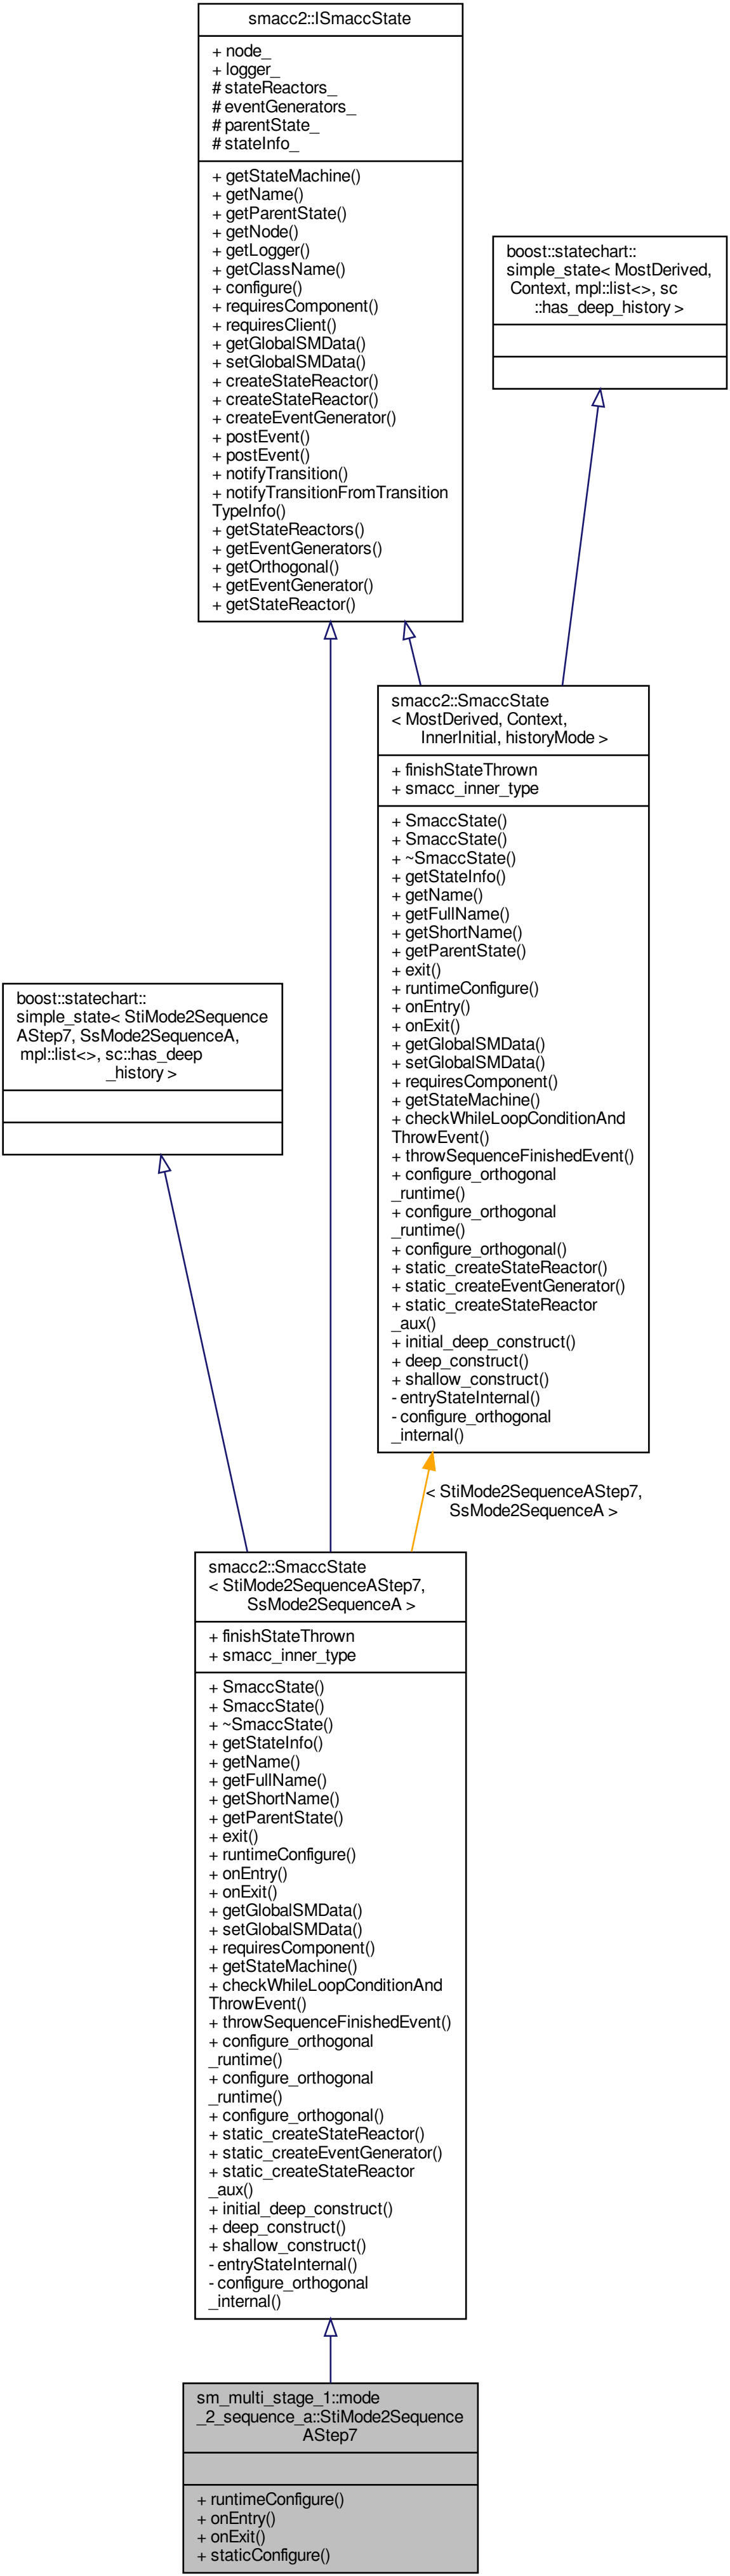 smacc2::ISmaccState
+ node_
+ logger_
# stateReactors_
# eventGenerators_
# parentState_
# stateInfo_
+ getStateMachine()
+ getName()
+ getParentState()
+ getNode()
+ getLogger()
+ getClassName()
+ configure()
+ requiresComponent()
+ requiresClient()
+ getGlobalSMData()
+ setGlobalSMData()
+ createStateReactor()
+ createStateReactor()
+ createEventGenerator()
+ postEvent()
+ postEvent()
+ notifyTransition()
+ notifyTransitionFromTransition
TypeInfo()
+ getStateReactors()
+ getEventGenerators()
+ getOrthogonal()
+ getEventGenerator()
+ getStateReactor()
boost::statechart::
simple_state< MostDerived,
Context, mpl::list<>, sc
::has_deep_history >
smacc2::SmaccState
< MostDerived, Context,
InnerInitial, historyMode >
+ finishStateThrown
+ smacc_inner_type
+ SmaccState()
+ SmaccState()
+ ~SmaccState()
+ getStateInfo()
+ getName()
+ getFullName()
+ getShortName()
+ getParentState()
+ exit()
+ runtimeConfigure()
+ onEntry()
+ onExit()
+ getGlobalSMData()
+ setGlobalSMData()
+ requiresComponent()
+ getStateMachine()
+ checkWhileLoopConditionAnd
ThrowEvent()
+ throwSequenceFinishedEvent()
+ configure_orthogonal
_runtime()
+ configure_orthogonal
_runtime()
+ configure_orthogonal()
+ static_createStateReactor()
+ static_createEventGenerator()
+ static_createStateReactor
_aux()
+ initial_deep_construct()
+ deep_construct()
+ shallow_construct()
- entryStateInternal()
- configure_orthogonal
_internal()
boost::statechart::
simple_state< StiMode2Sequence
AStep7, SsMode2SequenceA,
mpl::list<>, sc::has_deep
_history >
< StiMode2SequenceAStep7,
SsMode2SequenceA >
smacc2::SmaccState
< StiMode2SequenceAStep7,
SsMode2SequenceA >
+ finishStateThrown
+ smacc_inner_type
+ SmaccState()
+ SmaccState()
+ ~SmaccState()
+ getStateInfo()
+ getName()
+ getFullName()
+ getShortName()
+ getParentState()
+ exit()
+ runtimeConfigure()
+ onEntry()
+ onExit()
+ getGlobalSMData()
+ setGlobalSMData()
+ requiresComponent()
+ getStateMachine()
+ checkWhileLoopConditionAnd
ThrowEvent()
+ throwSequenceFinishedEvent()
+ configure_orthogonal
_runtime()
+ configure_orthogonal
_runtime()
+ configure_orthogonal()
+ static_createStateReactor()
+ static_createEventGenerator()
+ static_createStateReactor
_aux()
+ initial_deep_construct()
+ deep_construct()
+ shallow_construct()
- entryStateInternal()
- configure_orthogonal
_internal()
sm_multi_stage_1::mode
_2_sequence_a::StiMode2Sequence
AStep7
+ runtimeConfigure()
+ onEntry()
+ onExit()
+ staticConfigure()